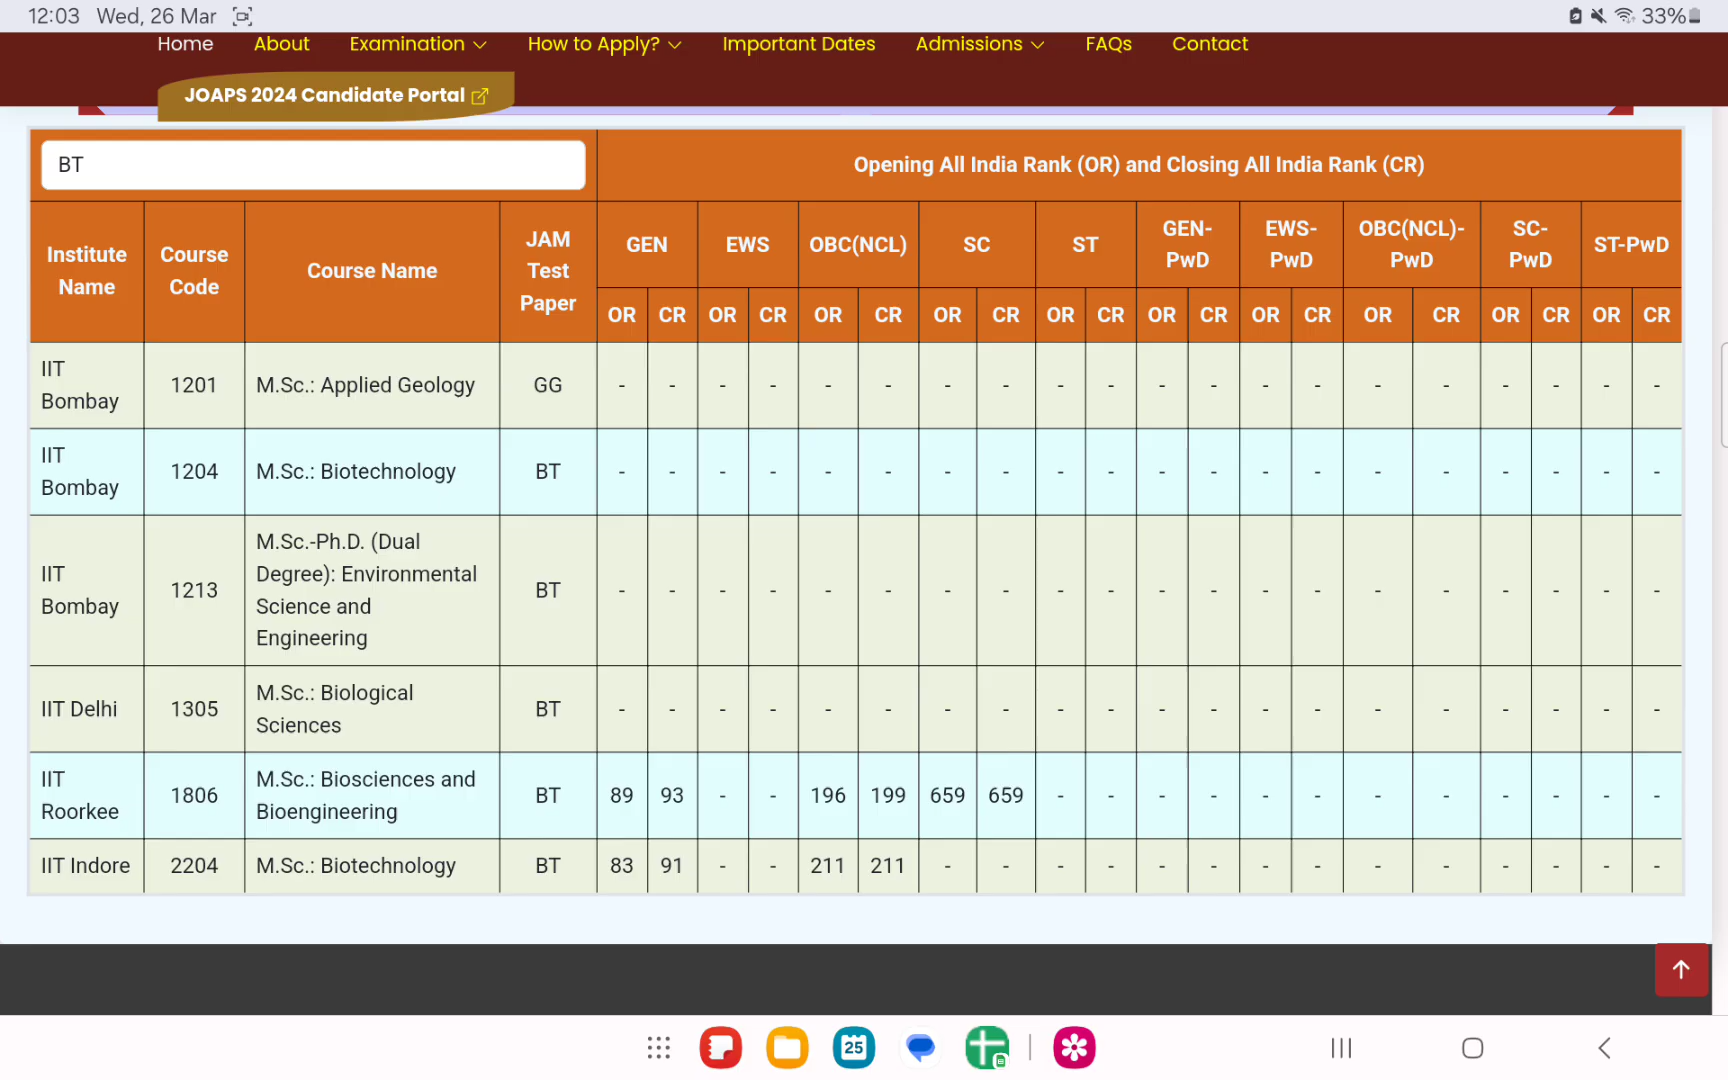 12:03 Wed, 26 Mar 33%
Home About Examination How to Apply? Important Dates Admissions FAQs Contact
JOAPS 2024 Candidate Portal
BT Opening All India Rank (OR) and Closing All India Rank (CR)
Institute Name Course Code Course Name JAM Test Paper GEN EWS OBC(NCL) SC ST GEN-PwD EWS-PwD OBC(NCL)-PwD SC-PwD ST-PwD
OR CR OR CR OR CR OR CR OR CR OR CR OR CR OR CR OR CR OR CR
IIT Bombay 1201 M.Sc.: Applied Geology GG - - - - - - - - - - - - - - - - - - - -
IIT Bombay 1204 M.Sc.: Biotechnology BT - - - - - - - - - - - - - - - - - - - -
IIT Bombay 1213 M.Sc.-Ph.D. (Dual Degree): Environmental Science and Engineering BT - - - - - - - - - - - - - - - - - - - -
IIT Delhi 1305 M.Sc.: Biological Sciences BT - - - - - - - - - - - - - - - - - - - -
IIT Roorkee 1806 M.Sc.: Biosciences and Bioengineering BT 89 93 - - 196 199 659 659 - - - - - - - - - - - -
IIT Indore 2204 M.Sc.: Biotechnology BT 83 91 - - 211 211 - - - - - - - - - - - - - -
25